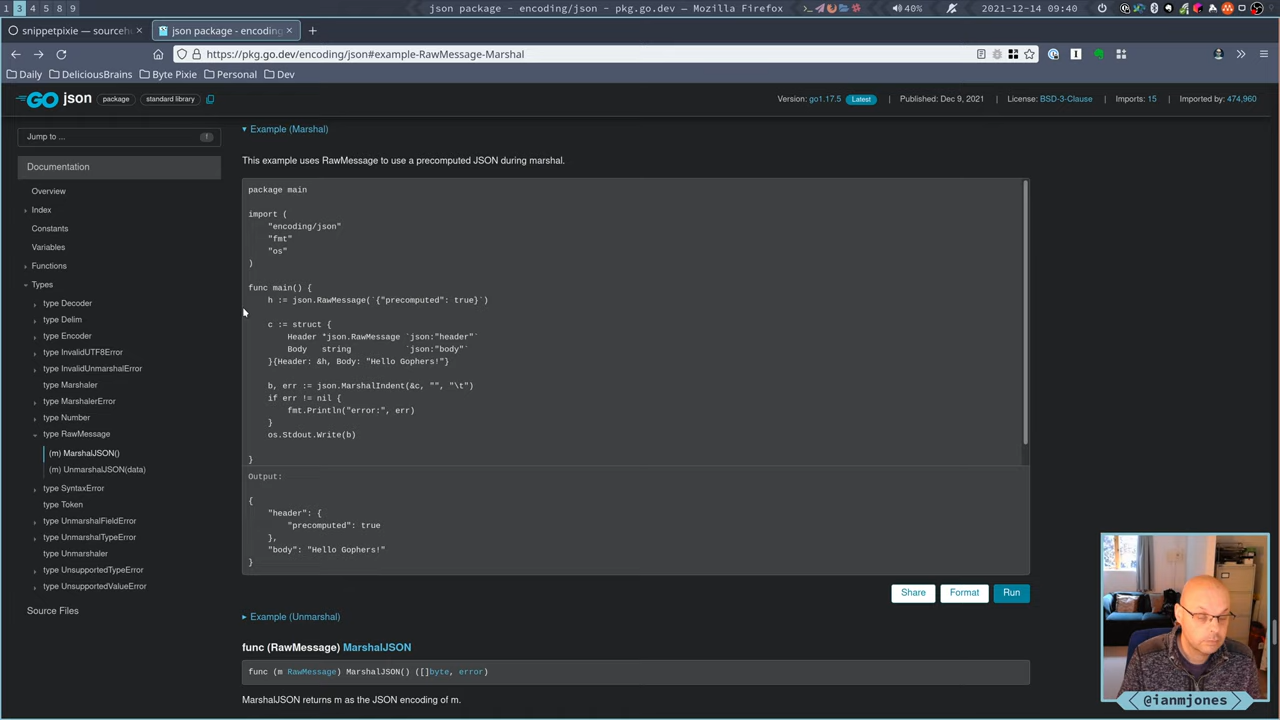 1 3 4 5 8 9
json package - encoding/json - pkg.go.dev — Mozilla Firefox
40%
2021-12-14 09:40
snippetpixie — sourcehu ×
json package - encoding ×
https://pkg.go.dev/encoding/json#example-RawMessage-Marshal
Daily DeliciousBrains Byte Pixie Personal Dev
GO json package standard library
Version: go1.17.5 Latest Published: Dec 9, 2021 License: BSD-3-Clause Imports: 15 Imported by: 474,960
Jump to ...
Documentation
Overview
Index
Constants
Variables
Functions
Types
type Decoder
type Delim
type Encoder
type InvalidUTF8Error
type InvalidUnmarshalError
type Marshaler
type MarshalerError
type Number
type RawMessage
(m) MarshalJSON()
(m) UnmarshalJSON(data)
type SyntaxError
type Token
type UnmarshalFieldError
type UnmarshalTypeError
type Unmarshaler
type UnsupportedTypeError
type UnsupportedValueError
Source Files
Example (Marshal)
This example uses RawMessage to use a precomputed JSON during marshal.
package main
import (
"encoding/json"
"fmt"
"os"
)
func main() {
h := json.RawMessage(`{"precomputed": true}`)
c := struct {
Header *json.RawMessage `json:"header"`
Body string `json:"body"`
}{Header: &h, Body: "Hello Gophers!"}
b, err := json.MarshalIndent(&c, "", "\t")
if err != nil {
fmt.Println("error:", err)
}
os.Stdout.Write(b)
}
Output:
{
"header": {
"precomputed": true
},
"body": "Hello Gophers!"
}
Share Format Run
Example (Unmarshal)
func (RawMessage) MarshalJSON
func (m RawMessage) MarshalJSON() ([]byte, error)
MarshalJSON returns m as the JSON encoding of m.
@ianmjones